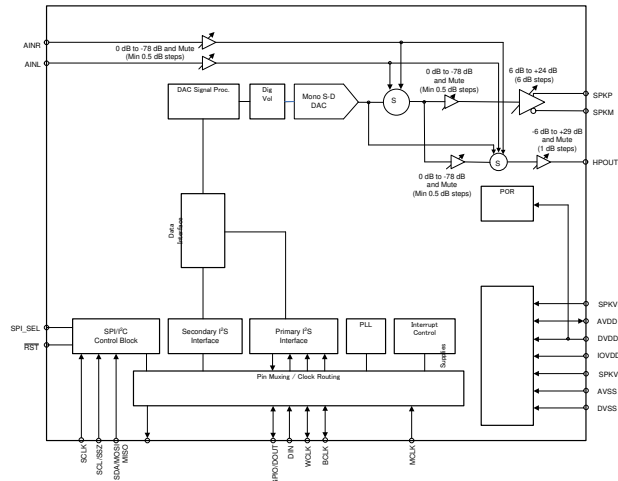 AINR
AINL
0 dB to -78 dB and Mute
(Min 0.5 dB steps)
DAC Signal Proc.
Dig
Vol
Mono S-D
DAC
S
0 dB to -78 dB
and Mute
(Min 0.5 dB steps)
6 dB to +24 dB
(6 dB steps)
SPKP
SPKM
-6 dB to +29 dB
and Mute
(1 dB steps)
S
HPOUT
0 dB to -78 dB
and Mute
(Min 0.5 dB steps)
POR
Data
Interface
SPI_SEL
RST
SPI/I²C
Control Block
Secondary I²S
Interface
Primary I²S
Interface
PLL
Interrupt
Control
Supplies
SPKV
AVDD
DVDD
IOVDD
SPKV
AVSS
DVSS
Pin Muxing / Clock Routing
SCLK
SCL/SSZ
SDA/MOSI
MISO
GPIO/DOUT
DIN
WCLK
BCLK
MCLK